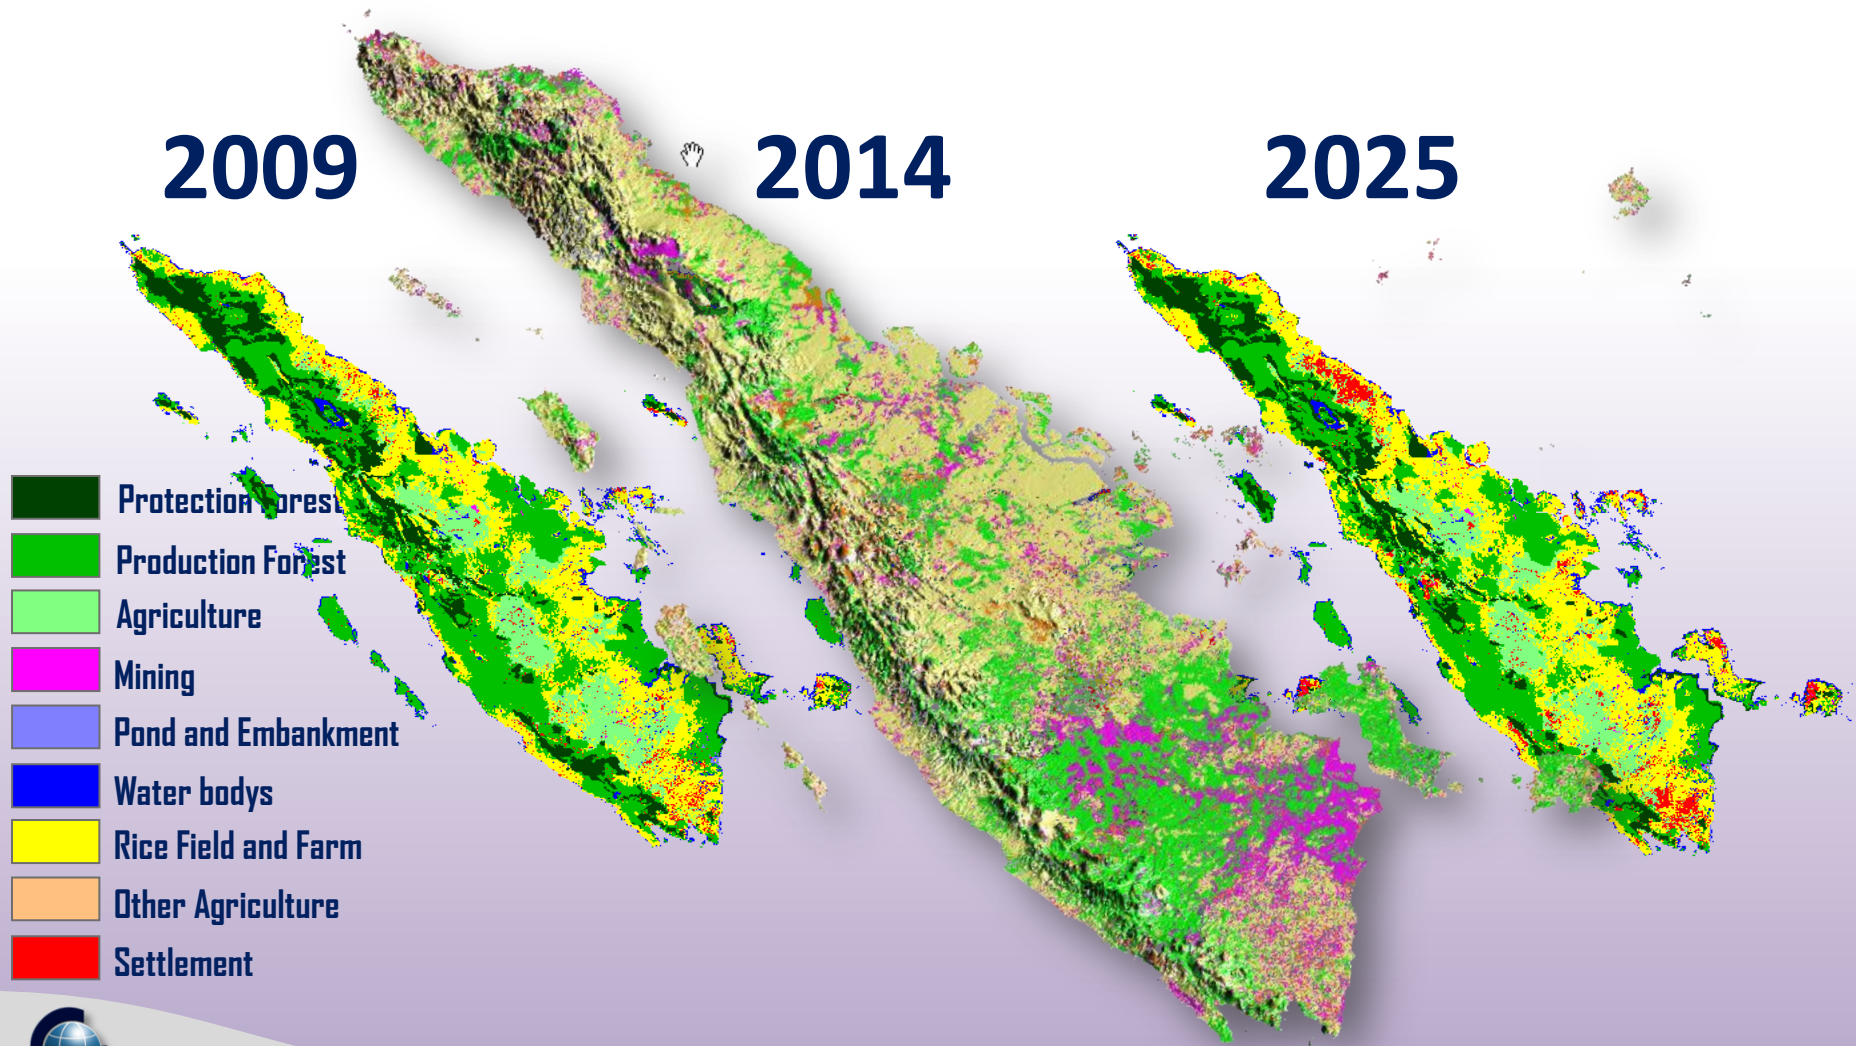 2009
2014
2025
Protection Forest
Production Forest
Agriculture
Mining
Pond and Embankment
Water bodys
Rice Field and Farm
Other Agriculture
Settlement